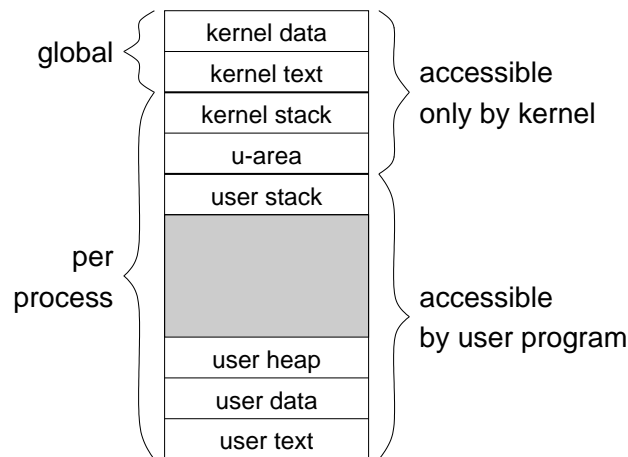 global
kernel data
kernel text
kernel stack
u-area
user stack
accessible
only by kernel
per
process
user heap
user data
user text
accessible
by user program